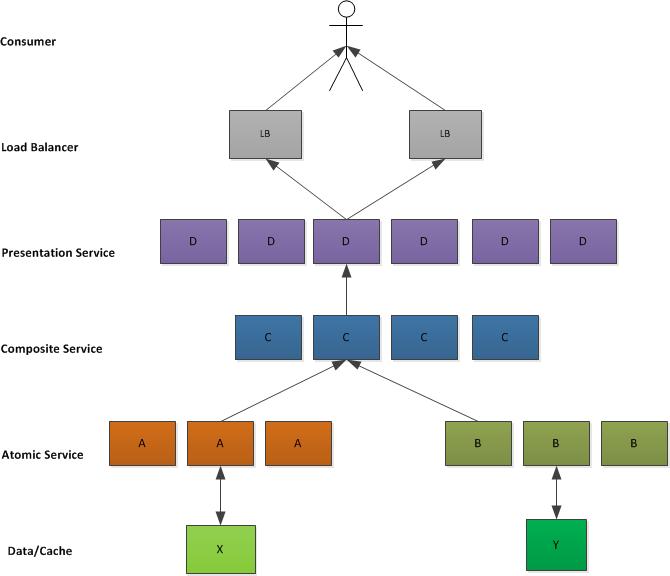 Consumer
Load Balancer
LB LB
Presentation Service
D D D D D D
Composite Service
C C C C
Atomic Service
A A A B B B
Data/Cache
X Y